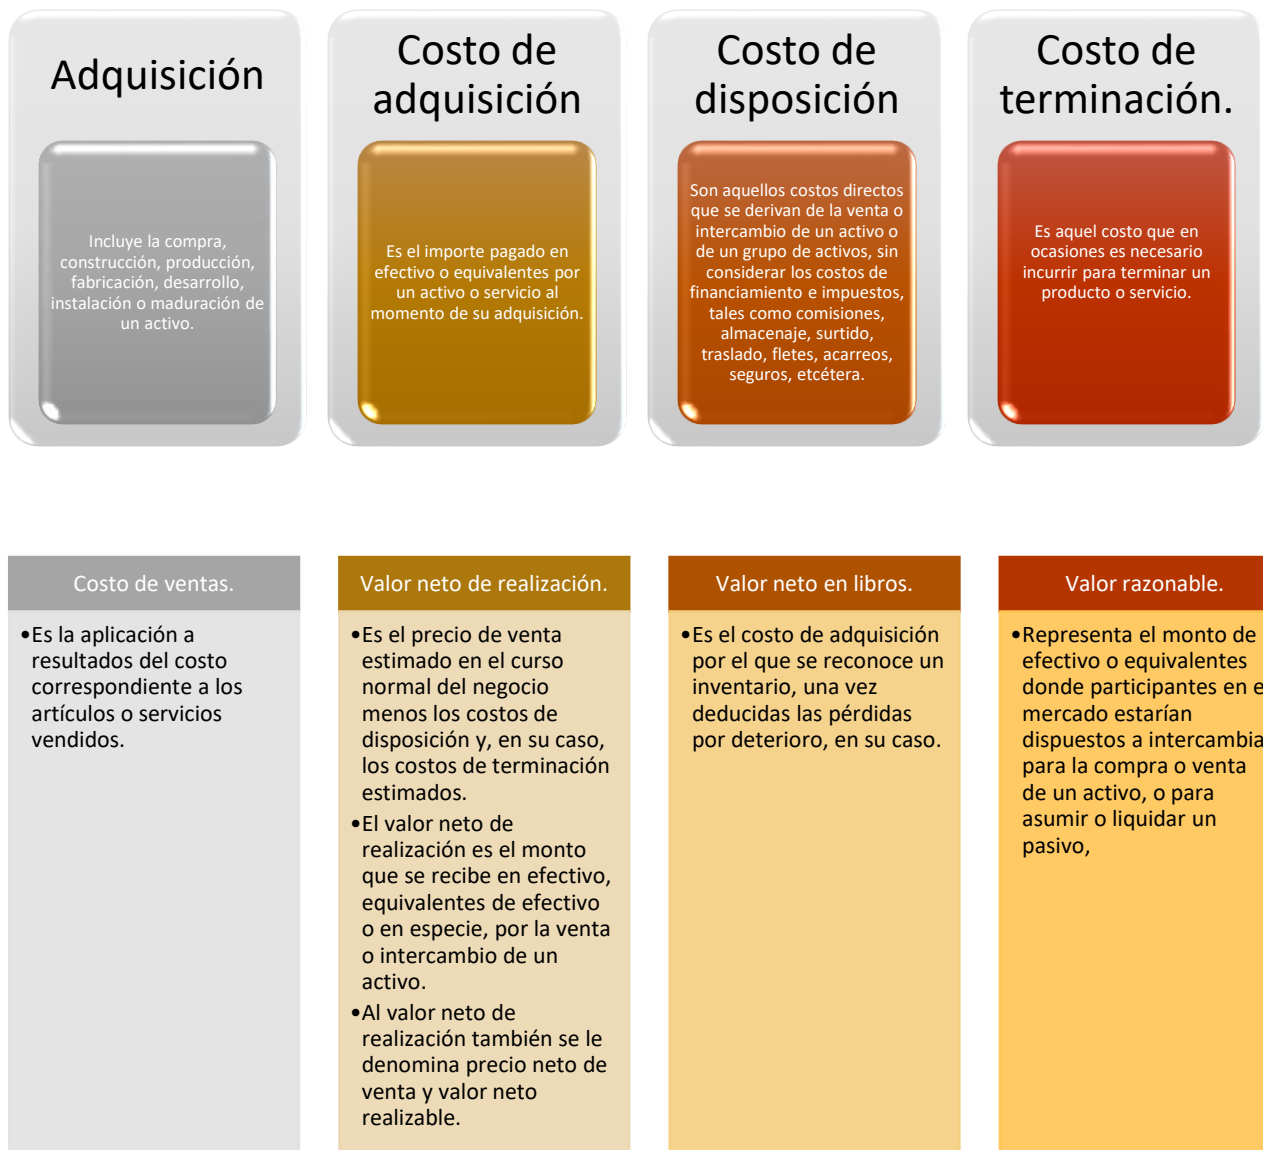 Adquisición
Incluye la compra,
construcción, producción,
fabricación, desarrollo,
instalación o maduración de
un activo.
Costo de
adquisición
Es el importe pagado en
efectivo o equivalentes por
un activo o servicio al
momento de su adquisición.
Costo de
disposición
Son aquellos costos directos
que se derivan de la venta o
intercambio de un activo o
de un grupo de activos, sin
considerar los costos de
financiamiento e impuestos,
tales como comisiones,
almacenaje, surtido,
traslado, fletes, acarreos,
seguros, etcétera.
Costo de
terminación.
Es aquel costo que en
ocasiones es necesario
incurrir para terminar un
producto o servicio.
Costo de ventas.
•Es la aplicación a
resultados del costo
correspondiente a los
artículos o servicios
vendidos.
Valor neto de realización.
•Es el precio de venta
estimado en el curso
normal del negocio
menos los costos de
disposición y, en su caso,
los costos de terminación
estimados.
•El valor neto de
realización es el monto
que se recibe en efectivo,
equivalentes de efectivo
o en especie, por la venta
o intercambio de un
activo.
•Al valor neto de
realización también se le
denomina precio neto de
venta y valor neto
realizable.
Valor neto en libros.
•Es el costo de adquisición
por el que se reconoce un
inventario, una vez
deducidas las pérdidas
por deterioro, en su caso.
Valor razonable.
•Representa el monto de
efectivo o equivalentes
donde participantes en e
mercado estarían
dispuestos a intercambia
para la compra o venta
de un activo, o para
asumir o liquidar un
pasivo,